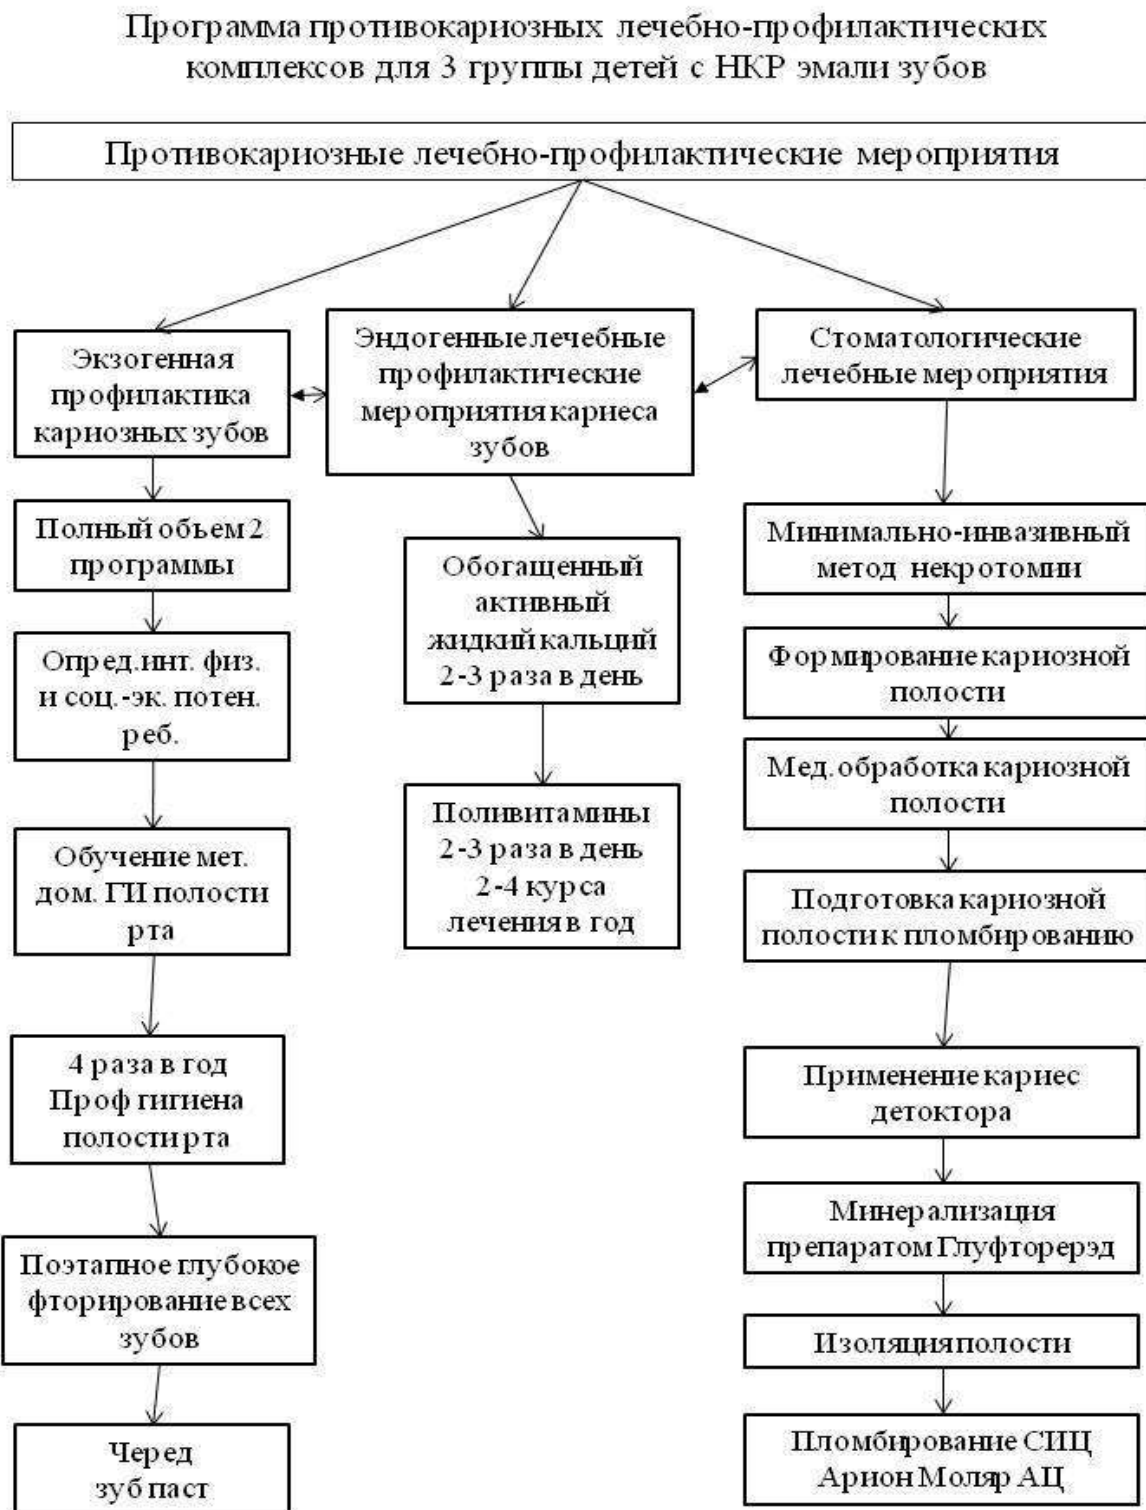 Программа противокариозных лечебно-профилактических
комплексов для 3 группы детей с НКР эмали зубов
Противокариозные лечебно-профилактические мероприятия
Экзогенная
профилактика
кариозных зубов
Полный обьем 2
программы
Опред.инт. физ.
и соц.-эк. потен.
реб.
Обучение мет.
дом. ГИ полости
рта
4 раза в год
Проф гигиена
полости рта
Поэтапное глубокое
фторирование всех
зубов
Черед
зуб паст
Эндогенные лечебные
профилактические
мероприятия кариеса
зубов
Обогащенный
активный
жидкий кальций
2-3 раза в день
Поливитамины
2-3 раза в день
2-4 курса
лечения в год
Стоматологические
лечебные мероприятия
Минимально-инвазивный
метод некротомии
Формирование кариозной
полости
Мед. обработка кариозной
полости
Подготовка кариозной
полости к пломбированию
Применение кариес
детоктора
Минерализация
препаратом Глуфторерэд
Изоляция полости
Пломбирование СИЦ
Арион Моляр АЦ